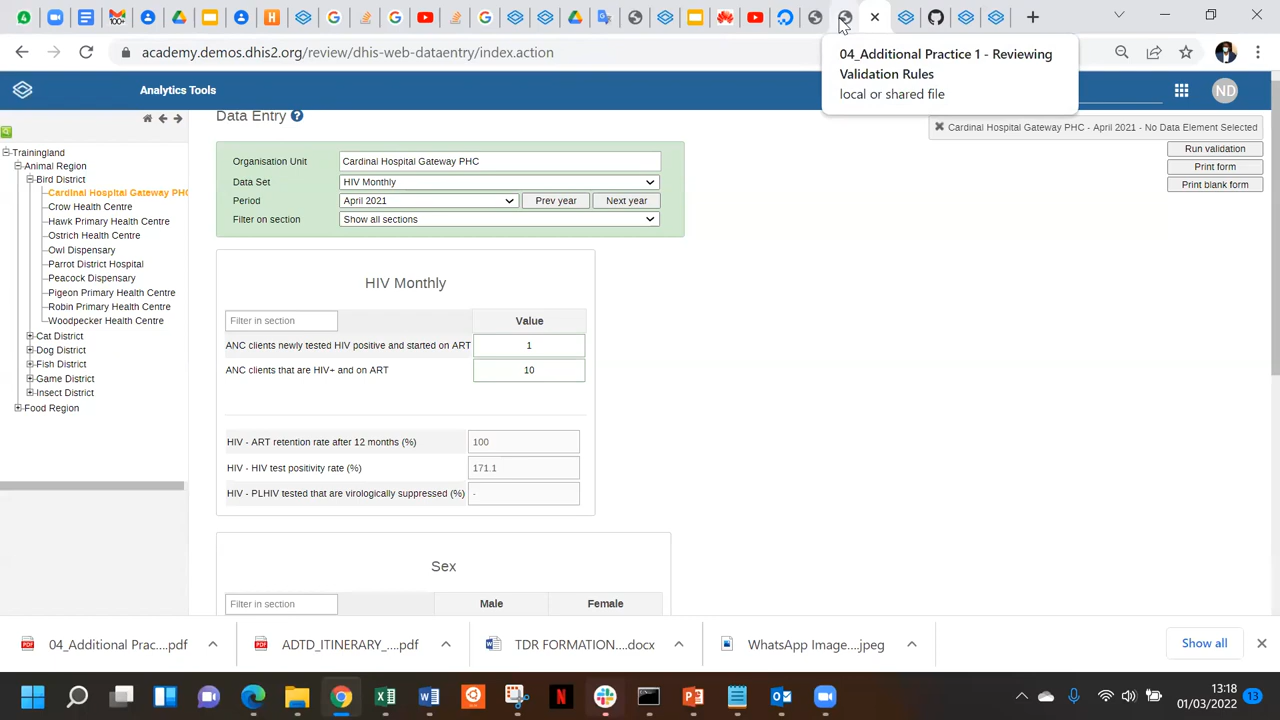 academy.demos.dhis2.org/review/dhis-web-dataentry/index.action
04_Additional Practice 1 - Reviewing
Validation Rules
local or shared file
Analytics Tools
ND
Data Entry
Cardinal Hospital Gateway PHC - April 2021 - No Data Element Selected
Run validation
Print form
Print blank form
Trainingland
Animal Region
Bird District
Cardinal Hospital Gateway PHC
Crow Health Centre
Hawk Primary Health Centre
Ostrich Health Centre
Owl Dispensary
Parrot District Hospital
Peacock Dispensary
Pigeon Primary Health Centre
Robin Primary Health Centre
Woodpecker Health Centre
Cat District
Dog District
Fish District
Game District
Insect District
Food Region
Organisation Unit Cardinal Hospital Gateway PHC
Data Set HIV Monthly
Period April 2021 Prev year Next year
Filter on section Show all sections
HIV Monthly
Filter in section Value
ANC clients newly tested HIV positive and started on ART 1
ANC clients that are HIV+ and on ART 10
HIV - ART retention rate after 12 months (%) 100
HIV - HIV test positivity rate (%) 171.1
HIV - PLHIV tested that are virologically suppressed (%) -
Sex
Filter in section Male Female
04_Additional Prac....pdf ADTD_ITINERARY_....pdf TDR FORMATION....docx WhatsApp Image....jpeg Show all
13:18
01/03/2022
13